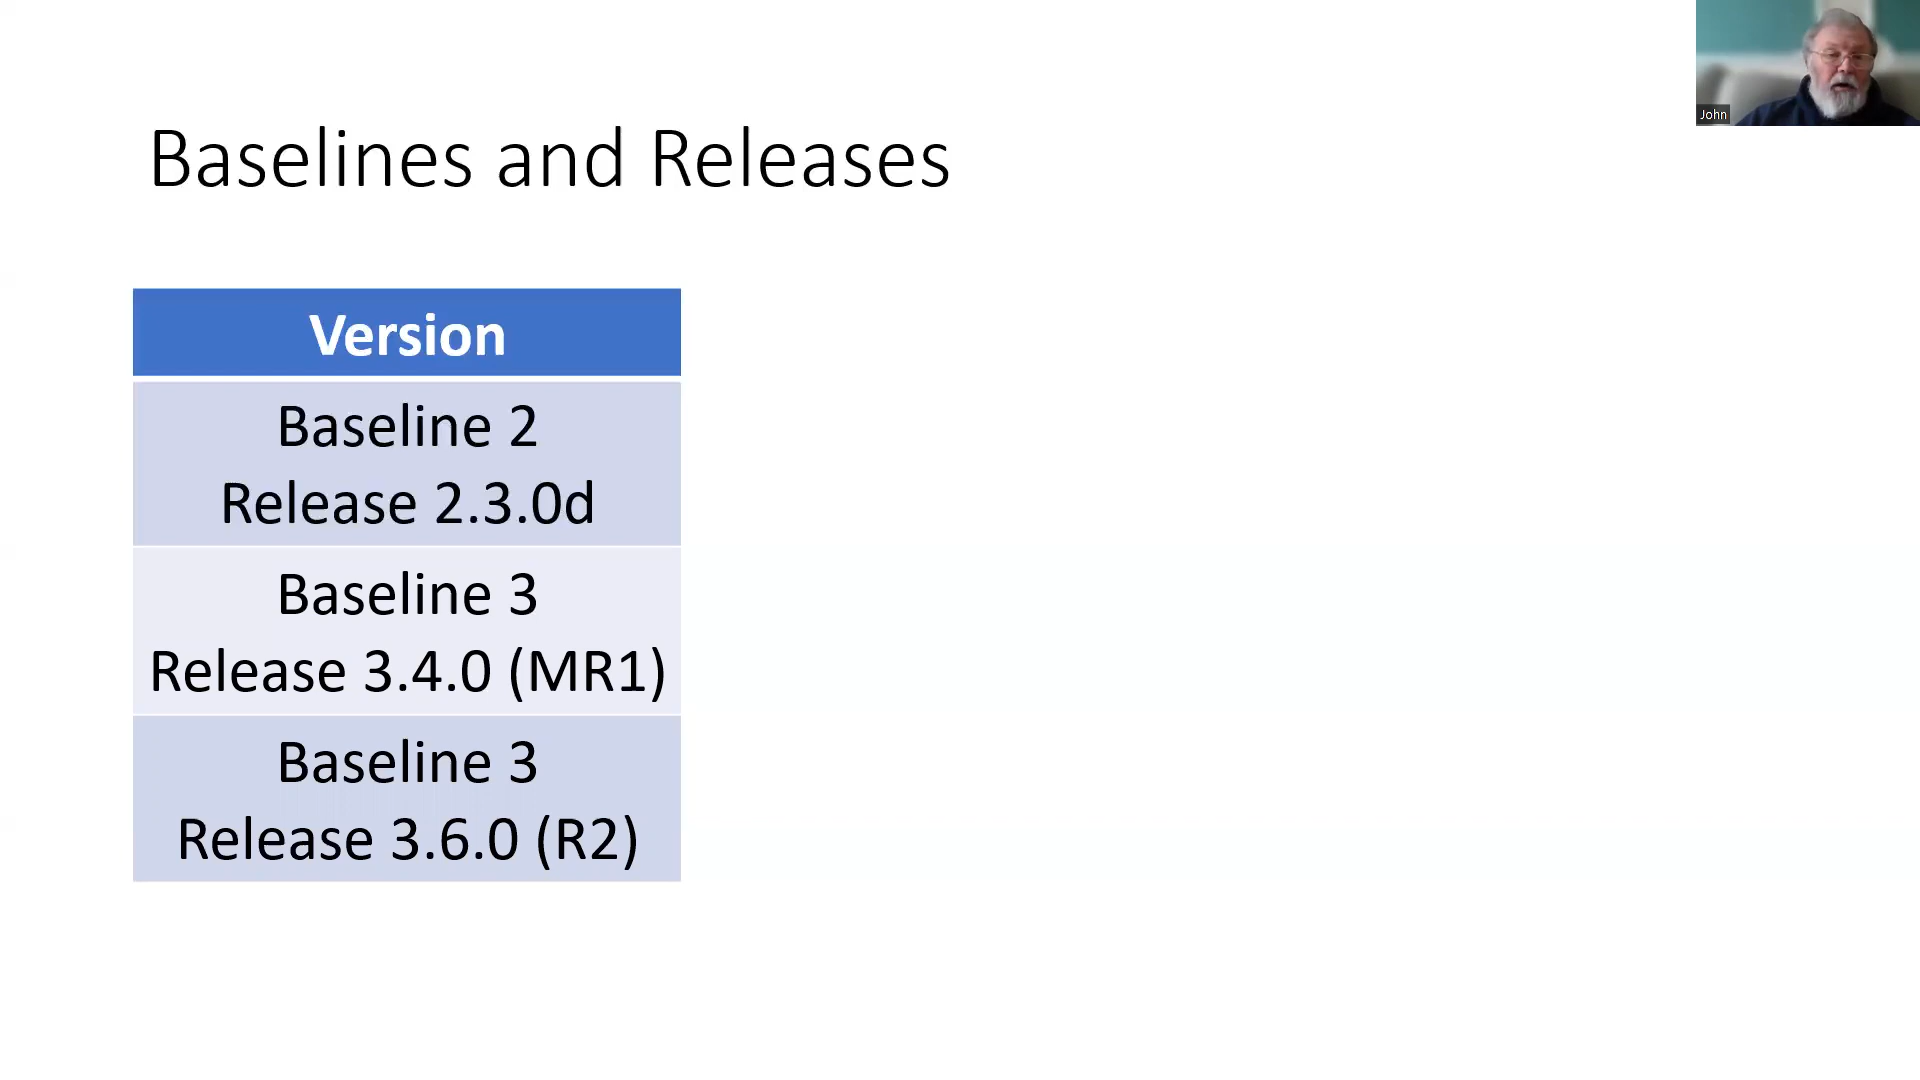 John
Baselines and Releases
Version
Baseline 2
Release 2.3.0d
Baseline 3
Release 3.4.0 (MR1)
Baseline 3
Release 3.6.0 (R2)